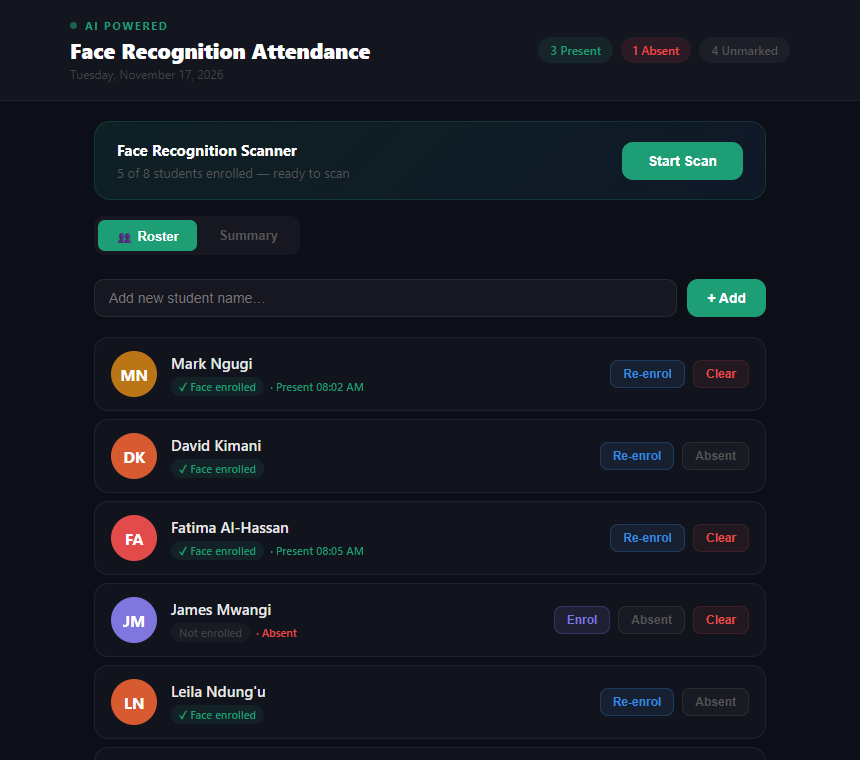 AI POWERED
Face Recognition Attendance
Tuesday, November 17, 2026
3 Present 1 Absent 4 Unmarked
Face Recognition Scanner
5 of 8 students enrolled — ready to scan
Start Scan
Roster Summary
Add new student name...
+ Add
MN Mark Ngugi
✓ Face enrolled · Present 08:02 AM
Re-enrol Clear
DK David Kimani
✓ Face enrolled
Re-enrol Absent
FA Fatima Al-Hassan
✓ Face enrolled · Present 08:05 AM
Re-enrol Clear
JM James Mwangi
Not enrolled · Absent
Enrol Absent Clear
LN Leila Ndung'u
✓ Face enrolled
Re-enrol Absent